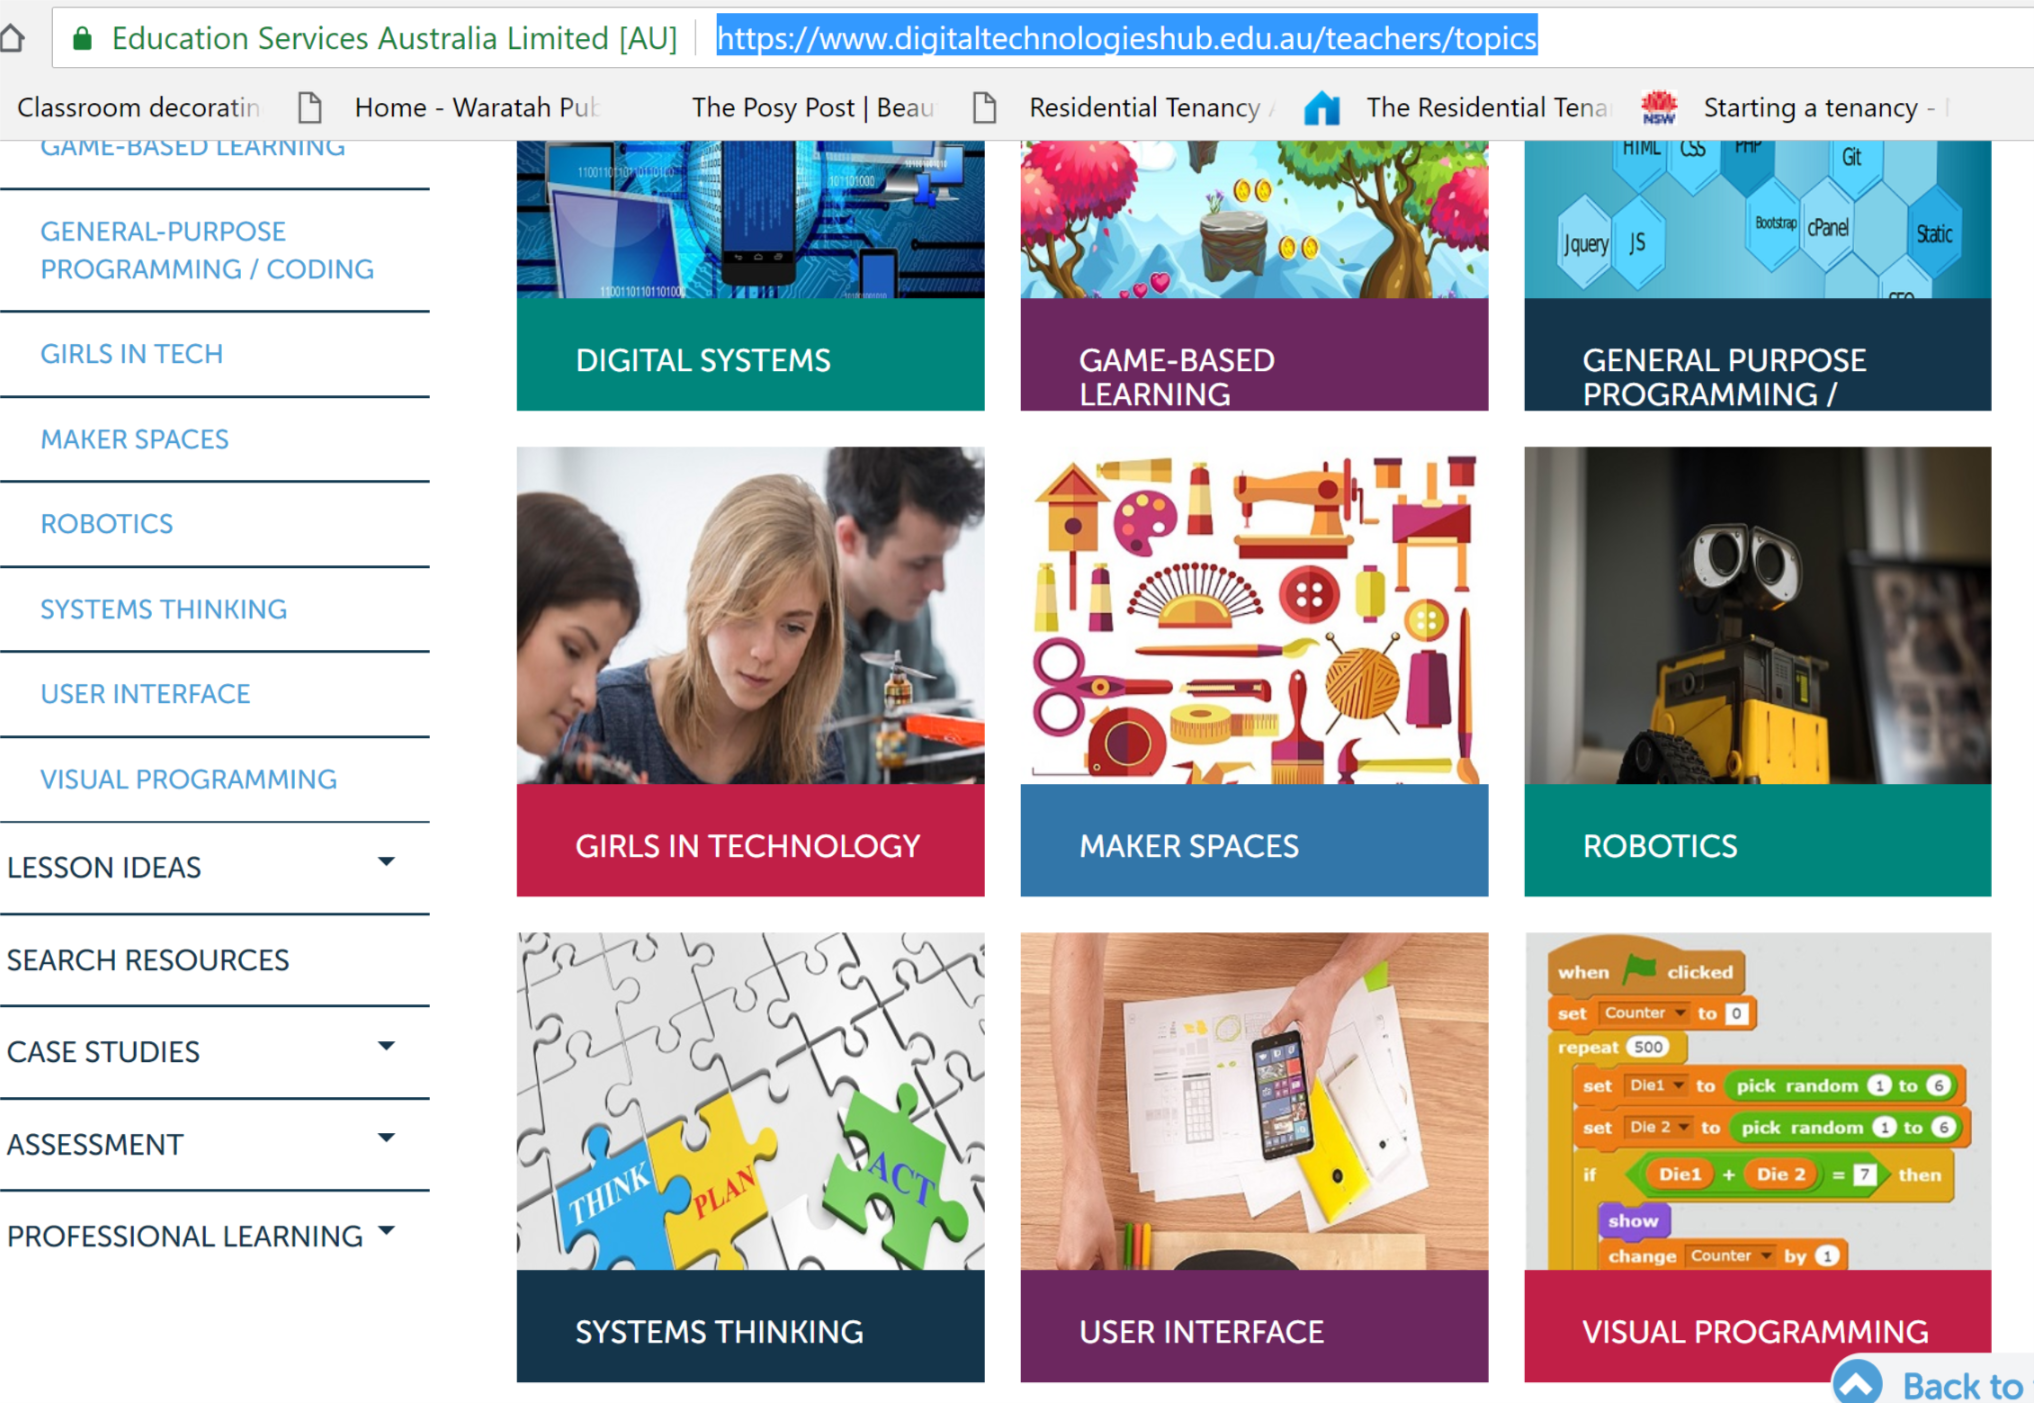 Education Services Australia Limited [AU]
https://www.digitaltechnologieshub.edu.au/teachers/topics
Classroom decoratin
Home - Waratah Pub
The Posy Post | Beau
Residential Tenancy
The Residential Tena
NSW
Starting a tenancy -
GAME-BASED LEARNING
GENERAL-PURPOSE
PROGRAMMING / CODING
GIRLS IN TECH
MAKER SPACES
ROBOTICS
SYSTEMS THINKING
USER INTERFACE
VISUAL PROGRAMMING
LESSON IDEAS
SEARCH RESOURCES
CASE STUDIES
ASSESSMENT
PROFESSIONAL LEARNING
101101000
11001101101101000
DIGITAL SYSTEMS
GAME-BASED
LEARNING
HTML
CSS
PHP
Git
Jquery
JS
Bootstrap
cPanel
Static
SEO
GENERAL PURPOSE
PROGRAMMING /
GIRLS IN TECHNOLOGY
MAKER SPACES
ROBOTICS
THINK
PLAN
ACT
SYSTEMS THINKING
USER INTERFACE
when clicked
set Counter to 0
repeat 500
set Die1 to pick random 1 to 6
set Die 2 to pick random 1 to 6
if Die1 + Die 2 = 7 then
show
change Counter by 1
VISUAL PROGRAMMING
Back to